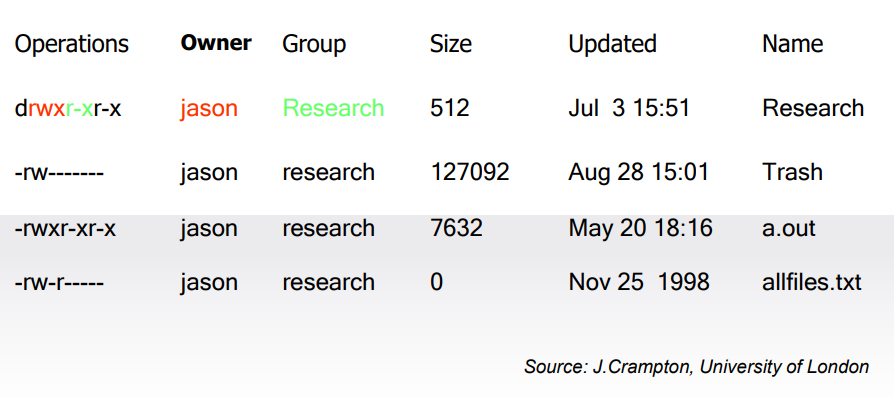 Operations Owner Group Size Updated Name
drwxr-xr-x jason Research 512 Jul 3 15:51 Research
-rw------- jason research 127092 Aug 28 15:01 Trash
-rwxr-xr-x jason research 7632 May 20 18:16 a.out
-rw-r----- jason research 0 Nov 25 1998 allfiles.txt
Source: J.Crampton, University of London